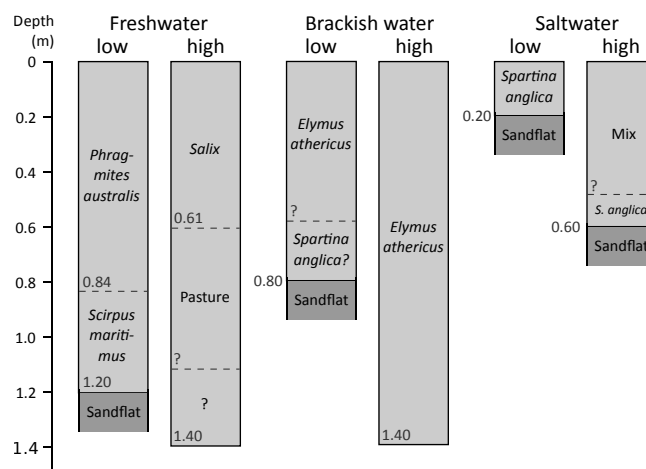 Depth
(m)
Freshwater
low
high
Brackish water
low
high
Saltwater
low
high
0
0.2
0.4
0.6
0.8
1.0
1.2
1.4
Phrag-
mites
australis
0.84
Scirpus
mariti-
mus
1.20
Sandflat
Salix
0.61
Pasture
?
?
1.40
Elymus
athericus
?
Spartina
anglica?
0.80
Sandflat
Elymus
athericus
1.40
Spartina
anglica
0.20
Sandflat
Mix
?
S. anglica
0.60
Sandflat